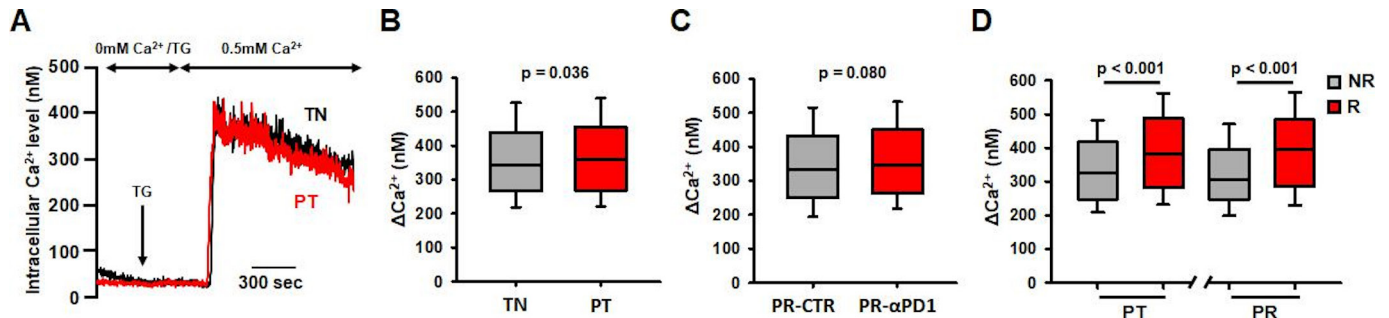 A
0mM Ca²⁺/TG
0.5mM Ca²⁺
Intracellular Ca²⁺ level (nM)
500
400
300
200
100
0
TN
PT
TG
300 sec
B
p = 0.036
ΔCa²⁺ (nM)
600
500
400
300
200
100
0
TN
PT
C
p = 0.080
ΔCa²⁺ (nM)
600
500
400
300
200
100
0
PR-CTR
PR-αPD1
D
p < 0.001
p < 0.001
NR
R
ΔCa²⁺ (nM)
600
500
400
300
200
100
0
PT
PR